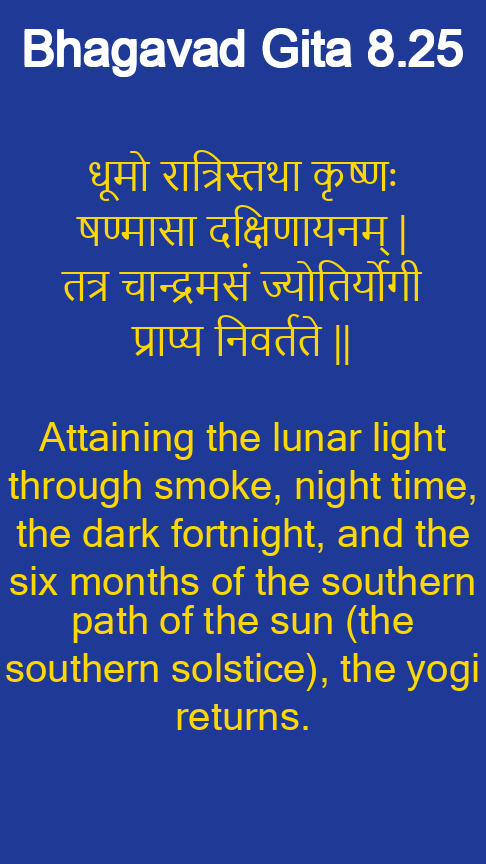 Bhagavad Gita 8.25
धूमो रात्रिस्तथा कृष्णः
षण्मासा दक्षिणायनम् |
तत्र चान्द्रमसं ज्योतिर्योगी
प्राप्य निवर्तते ||
Attaining the lunar light
through smoke, night time,
the dark fortnight, and the
six months of the southern
path of the sun (the
southern solstice), the yogi
returns.